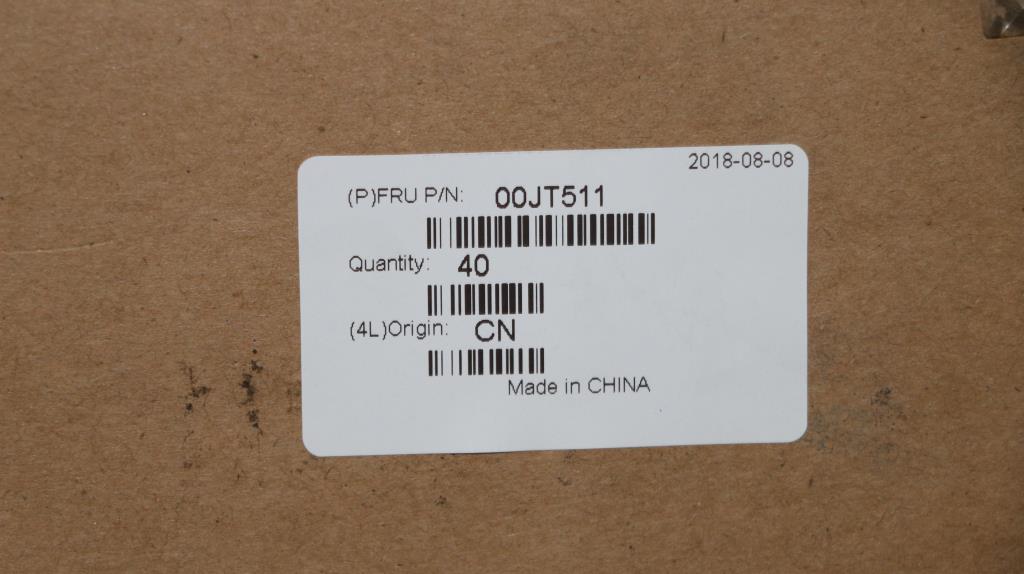 2018-08-08
(P)FRU P/N: 00JT511
Quantity: 40
(4L)Origin: CN
Made in CHINA